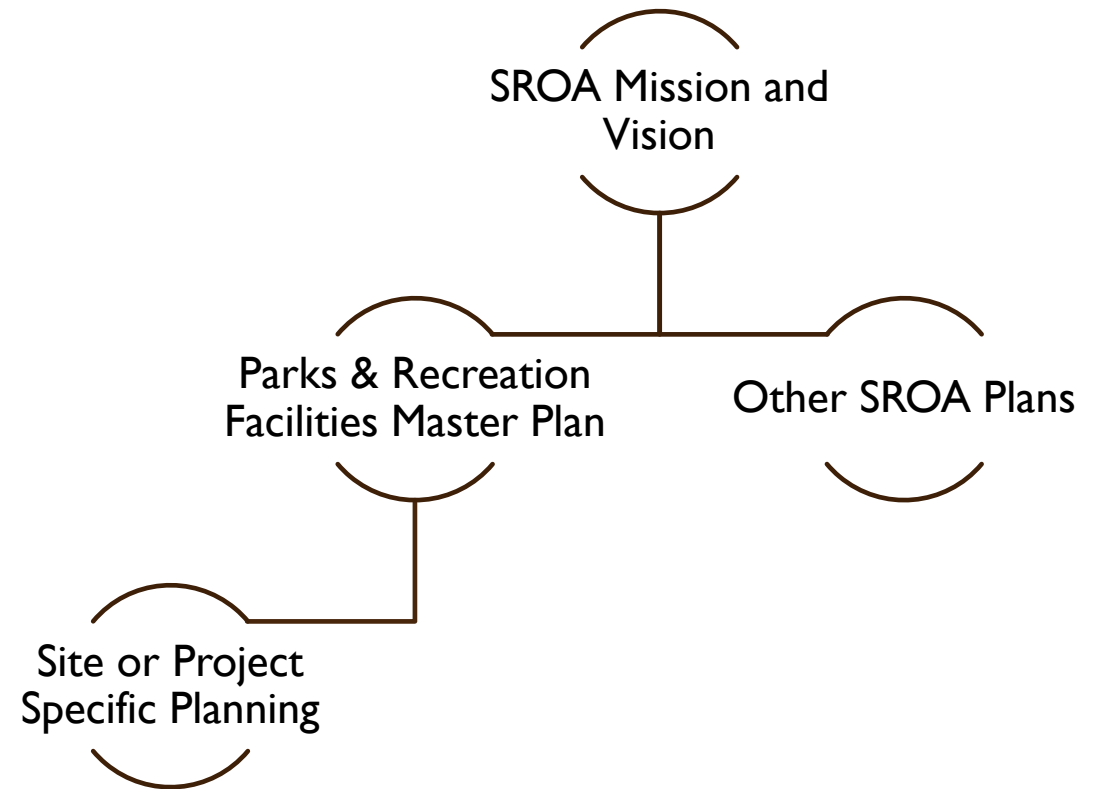 SROA Mission and
Vision
Parks & Recreation
Facilities Master Plan
Other SROA Plans
Site or Project
Specific Planning